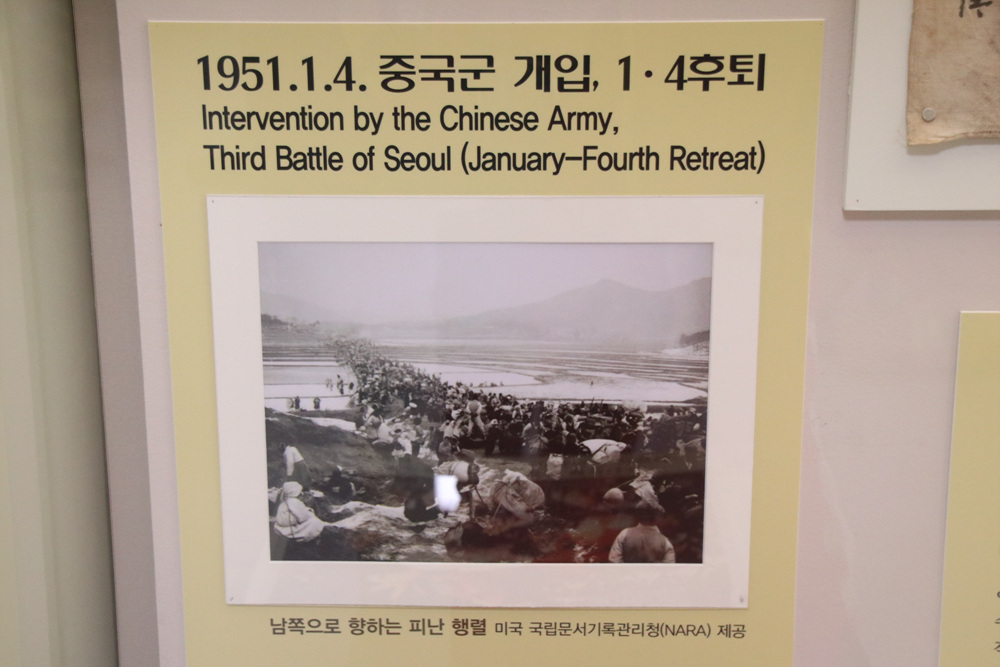 1951.1.4. 중국군 개입, 1·4후퇴
Intervention by the Chinese Army,
Third Battle of Seoul (January–Fourth Retreat)
남쪽으로 향하는 피난 행렬 미국 국립문서기록관리청(NARA) 제공